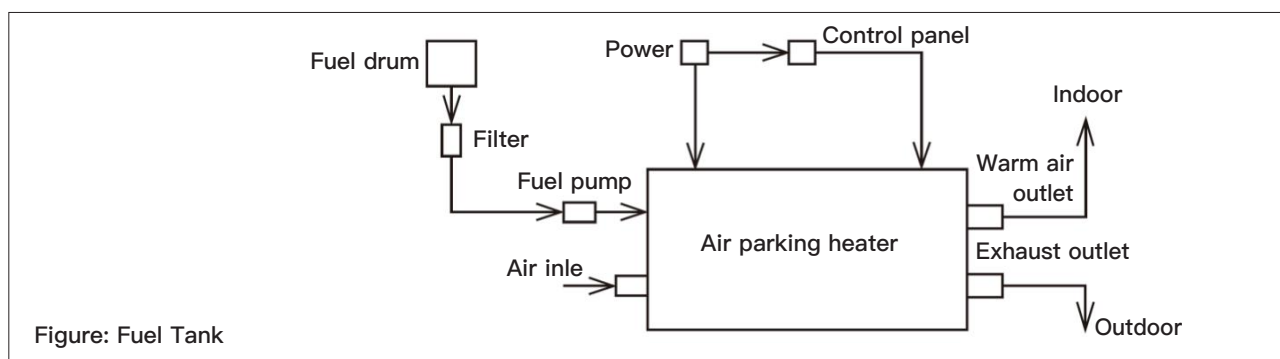 Fuel drum
Power
Control panel
Indoor
Filter
Warm air
outlet
Fuel pump
Air parking heater
Exhaust outlet
Air inle
Outdoor
Figure: Fuel Tank